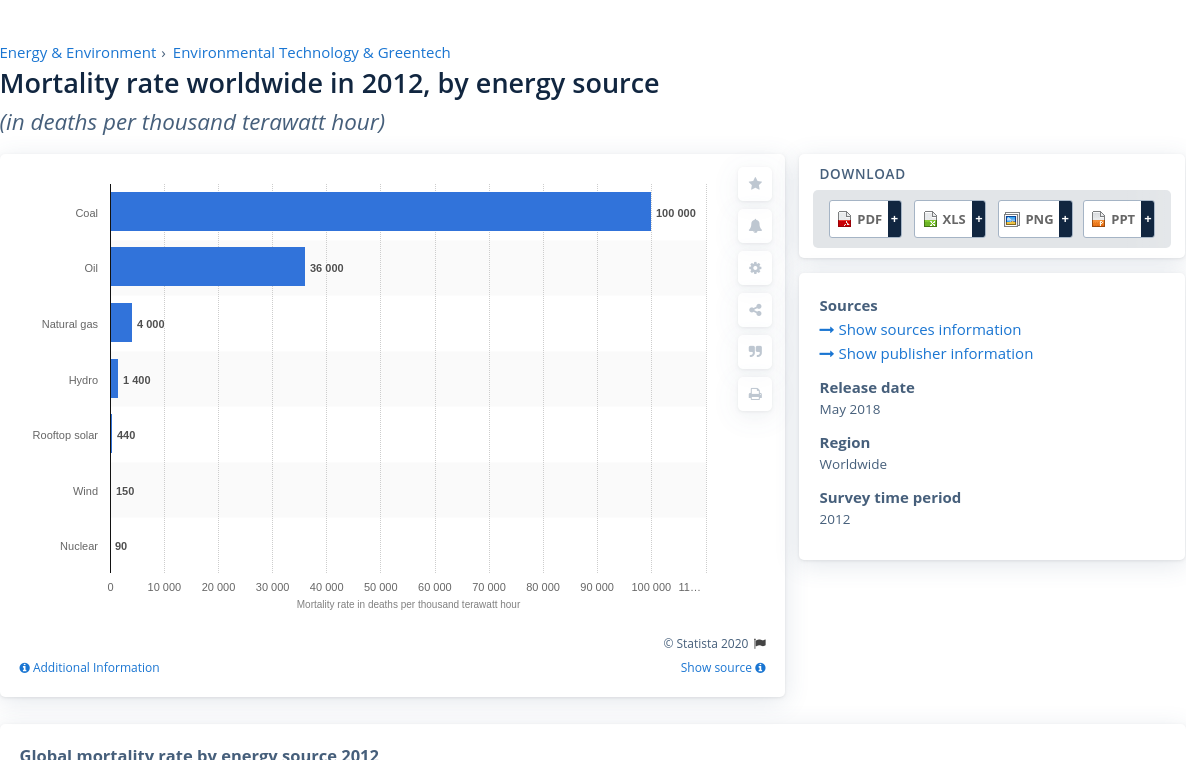 Energy & Environment › Environmental Technology & Greentech
Mortality rate worldwide in 2012, by energy source
(in deaths per thousand terawatt hour)
Coal
100 000
Oil
36 000
Natural gas
4 000
Hydro
1 400
Rooftop solar
440
Wind
150
Nuclear
90
0 10 000 20 000 30 000 40 000 50 000 60 000 70 000 80 000 90 000 100 000 11…
Mortality rate in deaths per thousand terawatt hour
© Statista 2020
Additional Information
Show source
DOWNLOAD
PDF + XLS + PNG + PPT +
Sources
Show sources information
Show publisher information
Release date
May 2018
Region
Worldwide
Survey time period
2012
Global mortality rate by energy source 2012